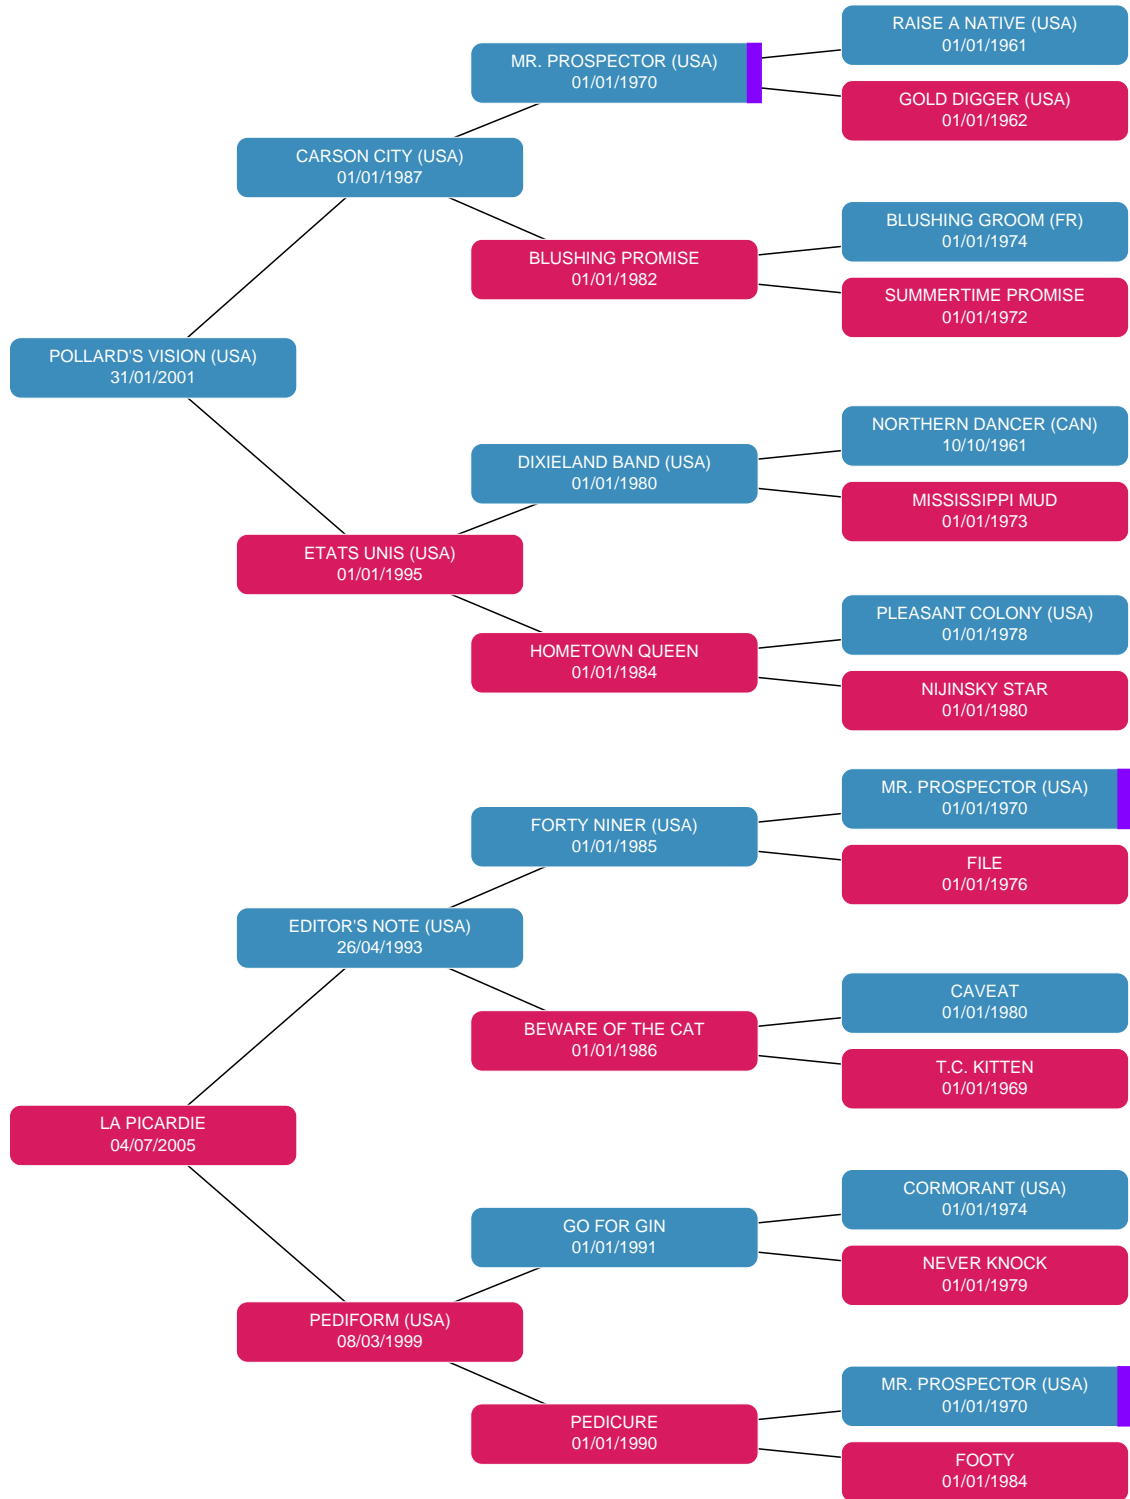 RAISE A NATIVE (USA)
01/01/1961
MR. PROSPECTOR (USA)
01/01/1970
GOLD DIGGER (USA)
01/01/1962
CARSON CITY (USA)
01/01/1987
BLUSHING GROOM (FR)
01/01/1974
BLUSHING PROMISE
01/01/1982
SUMMERTIME PROMISE
01/01/1972
POLLARD'S VISION (USA)
31/01/2001
NORTHERN DANCER (CAN)
10/10/1961
DIXIELAND BAND (USA)
01/01/1980
MISSISSIPPI MUD
01/01/1973
ETATS UNIS (USA)
01/01/1995
PLEASANT COLONY (USA)
01/01/1978
HOMETOWN QUEEN
01/01/1984
NIJINSKY STAR
01/01/1980
MR. PROSPECTOR (USA)
01/01/1970
FORTY NINER (USA)
01/01/1985
FILE
01/01/1976
EDITOR'S NOTE (USA)
26/04/1993
CAVEAT
01/01/1980
BEWARE OF THE CAT
01/01/1986
T.C. KITTEN
01/01/1969
LA PICARDIE
04/07/2005
CORMORANT (USA)
01/01/1974
GO FOR GIN
01/01/1991
NEVER KNOCK
01/01/1979
PEDIFORM (USA)
08/03/1999
MR. PROSPECTOR (USA)
01/01/1970
PEDICURE
01/01/1990
FOOTY
01/01/1984